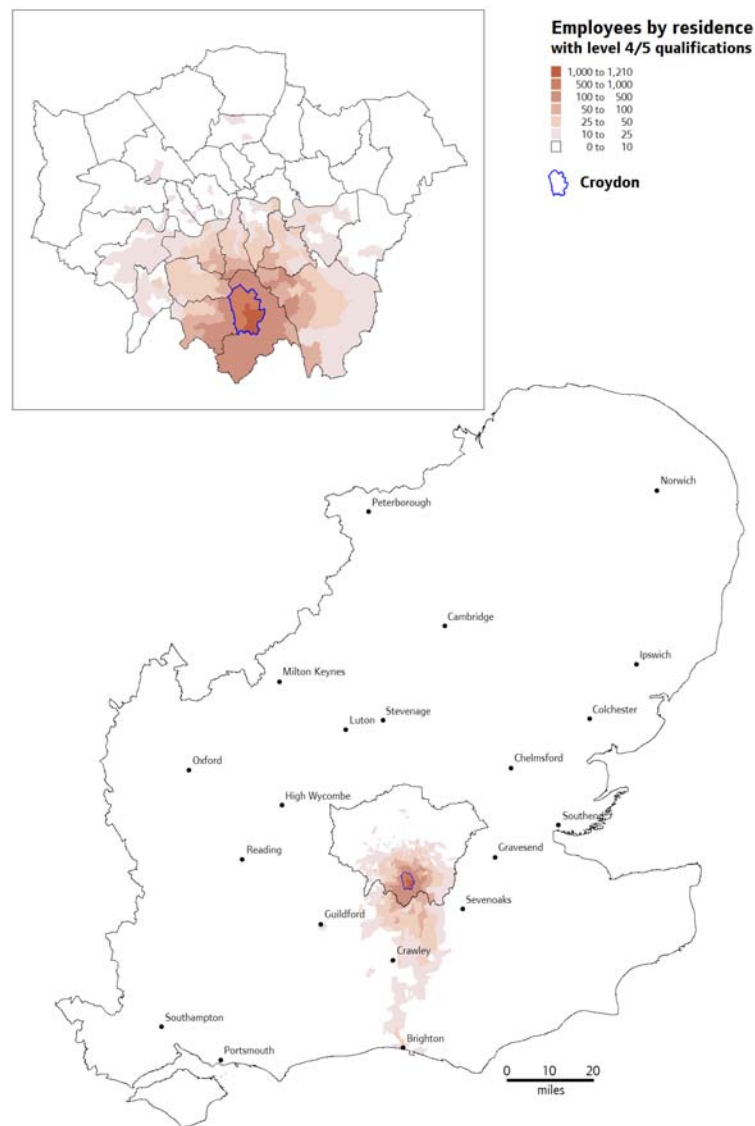 Employees by residence
with level 4/5 qualifications
1,000 to 1,210
500 to 1,000
100 to 500
50 to 100
25 to 50
10 to 25
0 to 10
Croydon
Norwich
Peterborough
Cambridge
Ipswich
Milton Keynes
Stevenage
Colchester
Luton
Oxford
Chelmsford
High Wycombe
Southend
Reading
Gravesend
Sevenoaks
Guildford
Crawley
Southampton
Brighton
Portsmouth
0 10 20
miles